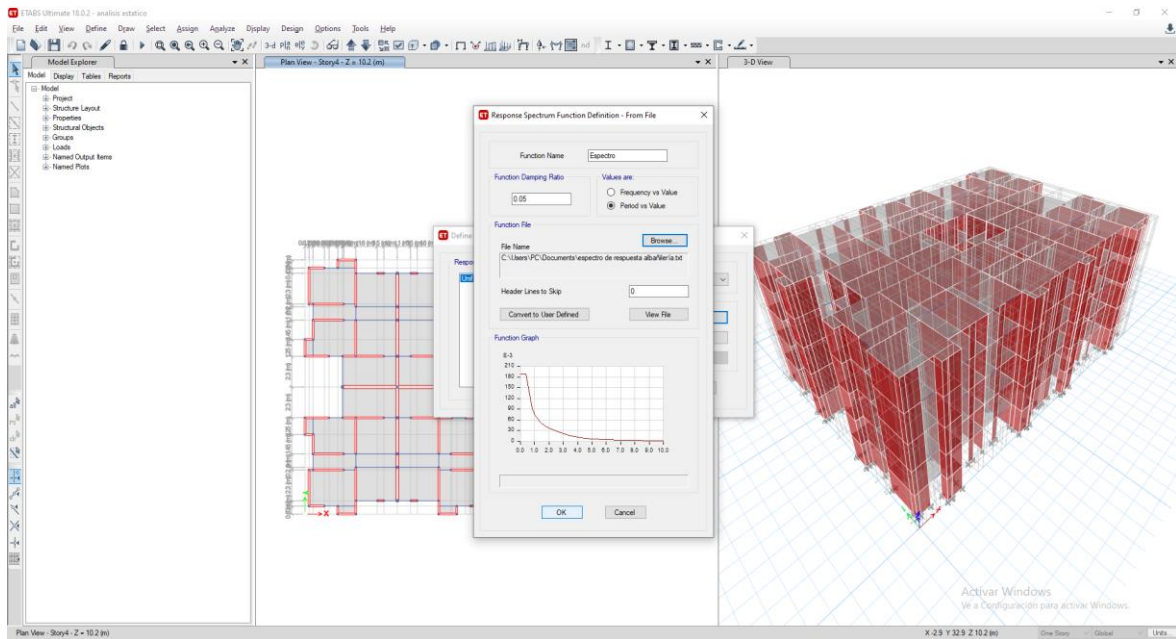 ETABS Ultimate 18.0.2 - analisis estatico
File Edit View Define Draw Select Assign Analyze Display Design Options Tools Help
Model Explorer
Model Display Tables Reports
Model
Project
Structure Layout
Properties
Structural Objects
Groups
Loads
Named Output Items
Named Plots
Plan View - Story4 - Z = 10.2 (m)
3-D View
Define
Respo
Response Spectrum Function Definition - From File
Function Name
Espectro
Function Damping Ratio
0.05
Values are:
Frequency vs Value
Period vs Value
Function File
Browse...
File Name
C:\Users\PC\Documents\espectro de respuesta albañileria.txt
Header Lines to Skip
0
Convert to User Defined
View File
Function Graph
E-3
210
180
150
120
90
60
30
0
0.0 1.0 2.0 3.0 4.0 5.0 6.0 7.0 8.0 9.0 10.0
OK
Cancel
Activar Windows
Ve a Configuración para activar Windows.
Plan View - Story4 - Z = 10.2 (m)
X -2.9 Y 32.9 Z 10.2 (m)
One Story
Global
Units